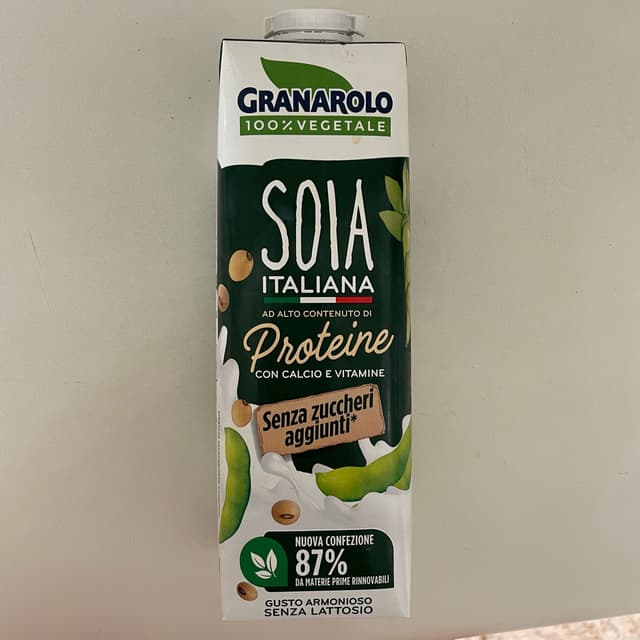 GRANAROLO
100% VEGETALE
SOIA
ITALIANA
AD ALTO CONTENUTO DI
Proteine
CON CALCIO E VITAMINE
Senza zuccheri
aggiunti*
NUOVA CONFEZIONE
87%
DA MATERIE PRIME RINNOVABILI
GUSTO ARMONIOSO
SENZA LATTOSIO